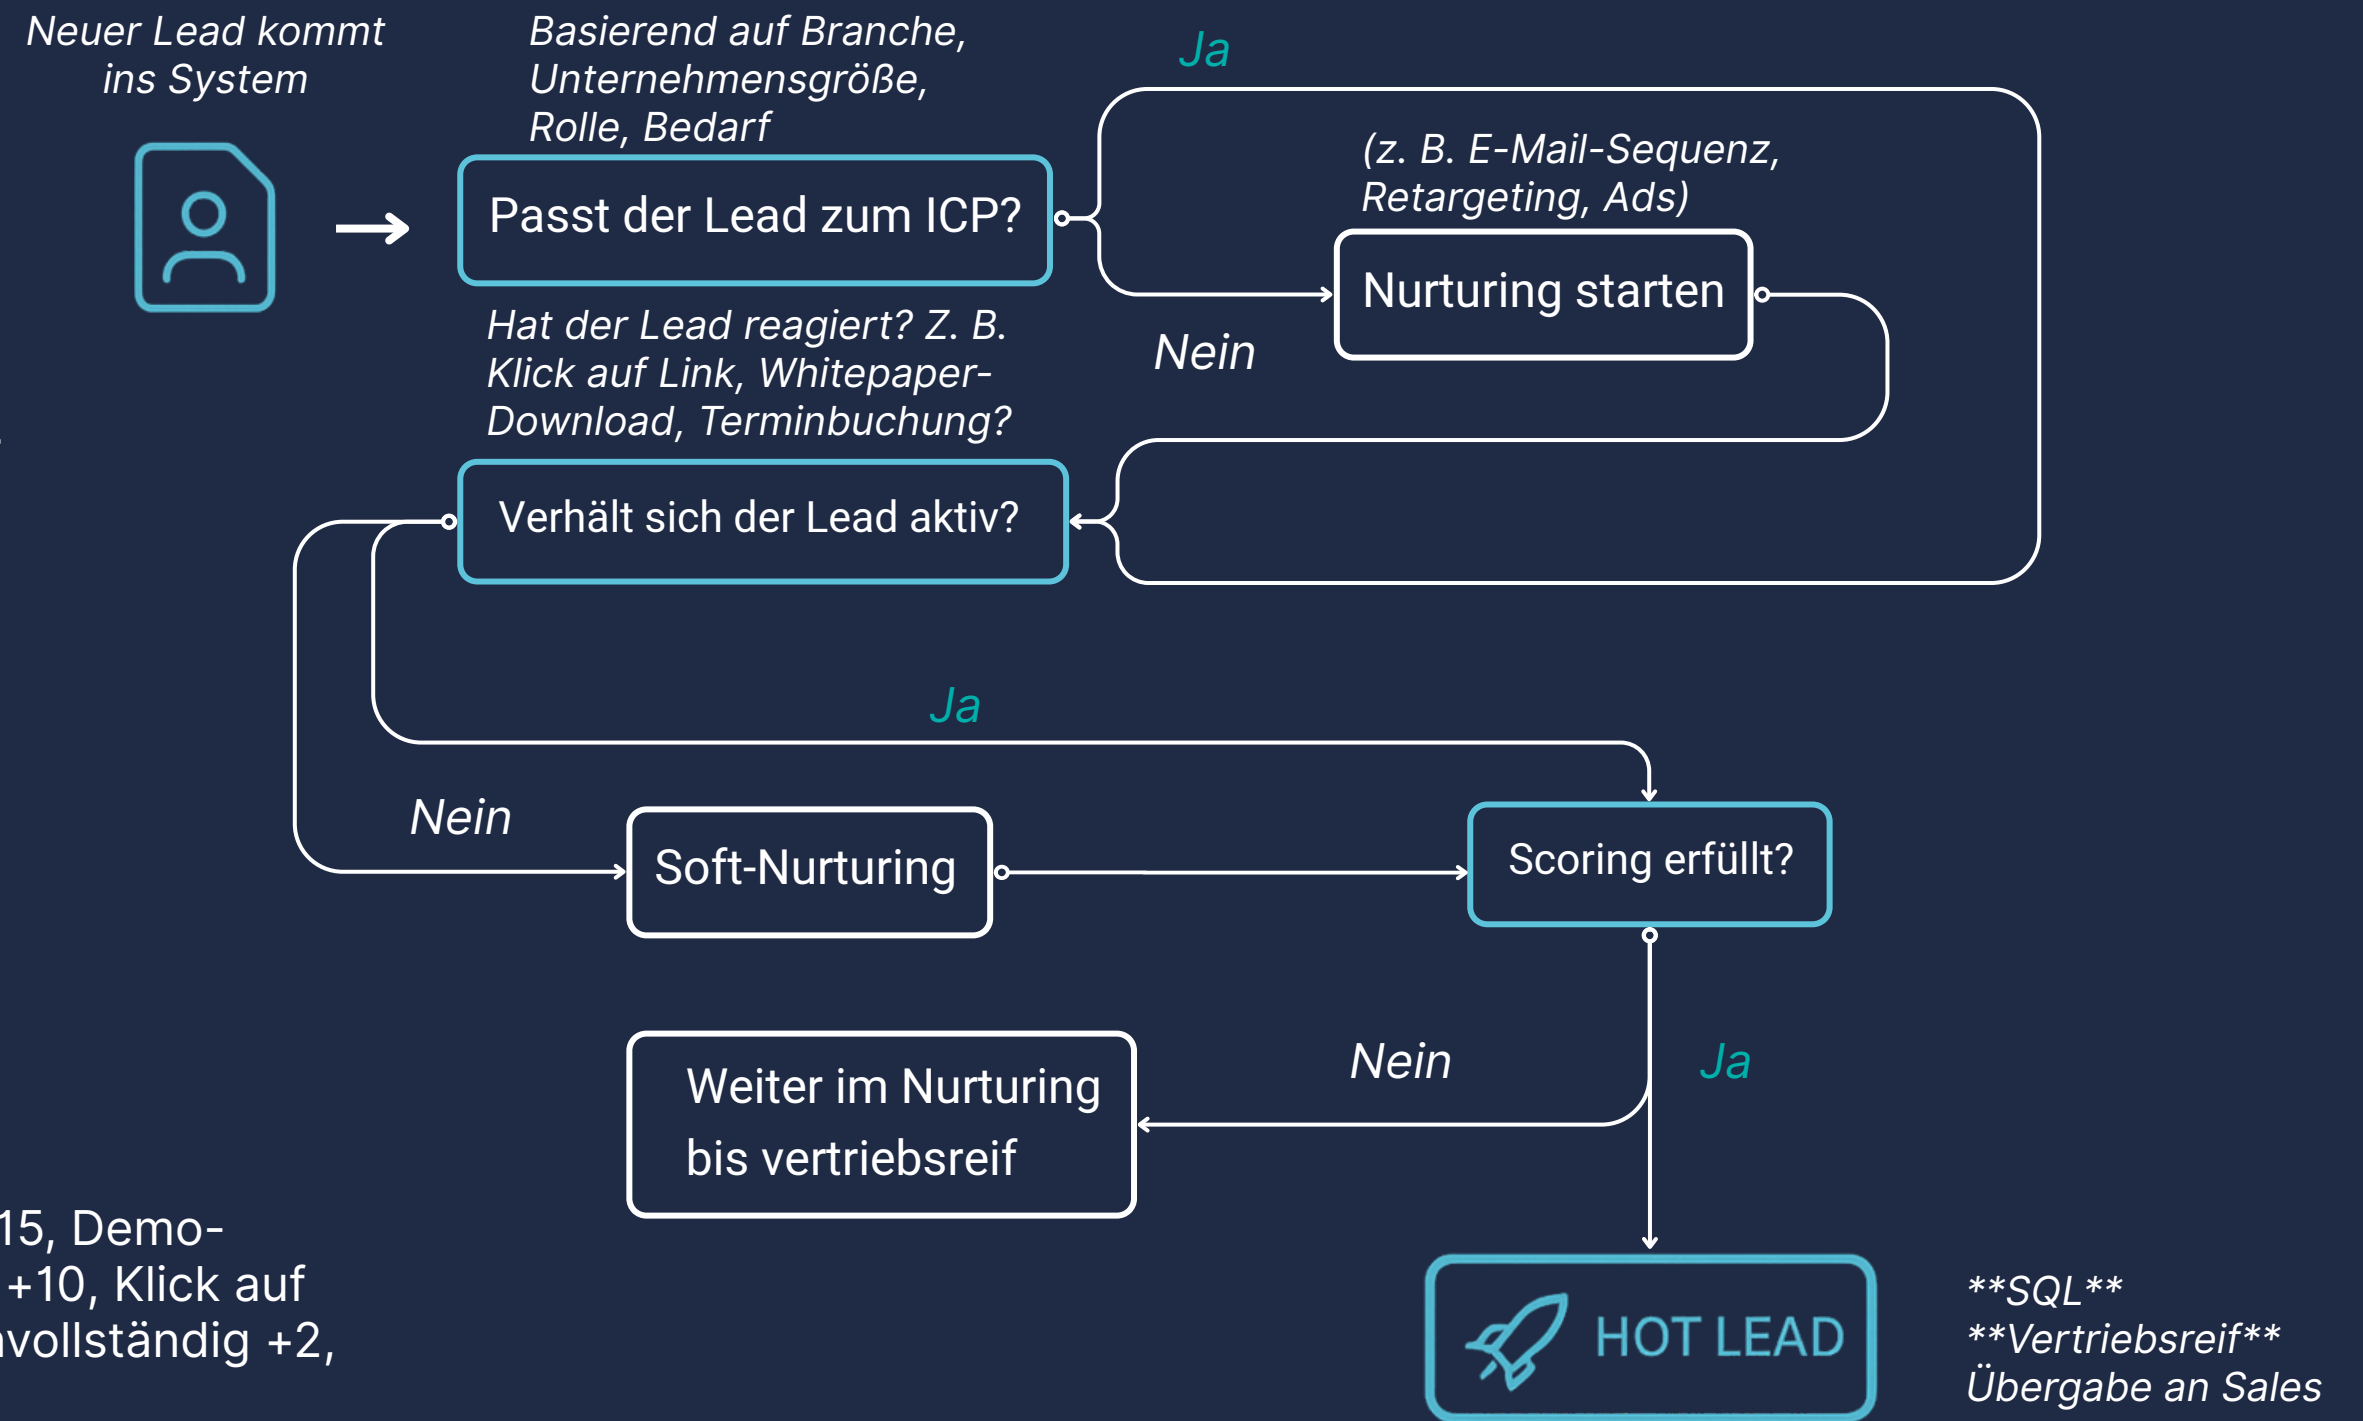 Neuer Lead kommt
ins System
Basierend auf Branche,
Unternehmensgröße,
Rolle, Bedarf
Ja
(z. B. E-Mail-Sequenz,
Retargeting, Ads)
Passt der Lead zum ICP?
Nurturing starten
Nein
Hat der Lead reagiert? Z. B.
Klick auf Link, Whitepaper-
Download, Terminbuchung?
Verhält sich der Lead aktiv?
Ja
Nein
Soft-Nurturing
Scoring erfüllt?
Weiter im Nurturing
bis vertriebsreif
Nein
Ja
15, Demo-
+10, Klick auf
vollständig +2,
HOT LEAD
**SQL**
**Vertriebsreif**
Übergabe an Sales